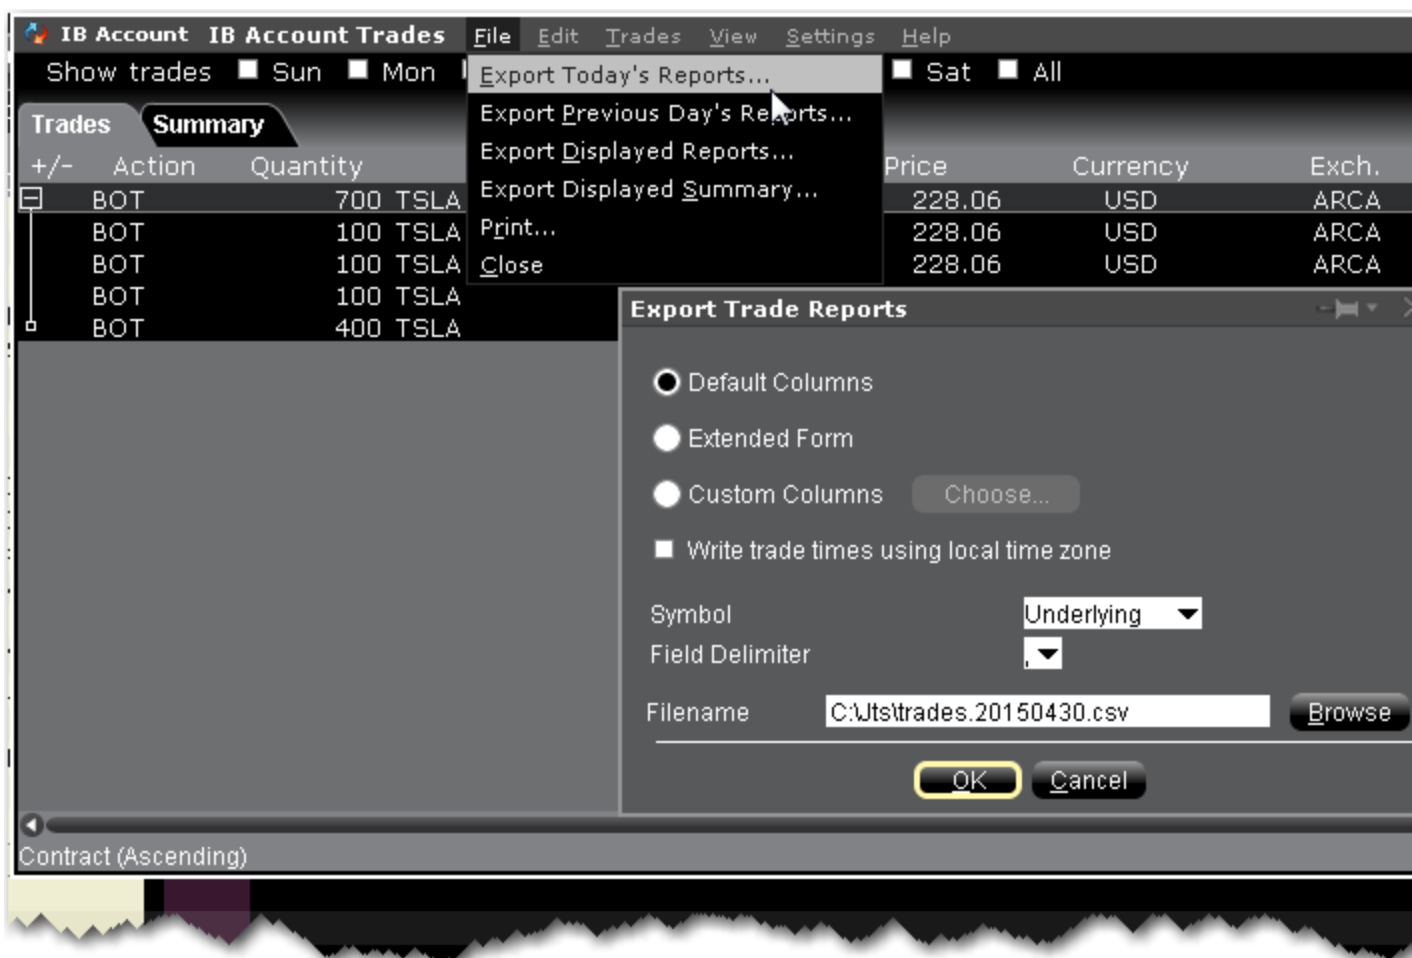 IB Account IB Account Trades File Edit Trades View Settings Help
Show trades Sun Mon Sat All
Export Today's Reports...
Export Previous Day's Reports...
Export Displayed Reports...
Export Displayed Summary...
Print...
Close
Trades Summary
+/- Action Quantity Price Currency Exch.
BOT 700 TSLA 228.06 USD ARCA
BOT 100 TSLA 228.06 USD ARCA
BOT 100 TSLA 228.06 USD ARCA
BOT 100 TSLA
BOT 400 TSLA
Export Trade Reports
Default Columns
Extended Form
Custom Columns Choose...
Write trade times using local time zone
Symbol Underlying
Field Delimiter ,
Filename C:\Jts\trades.20150430.csv Browse
OK Cancel
Contract (Ascending)